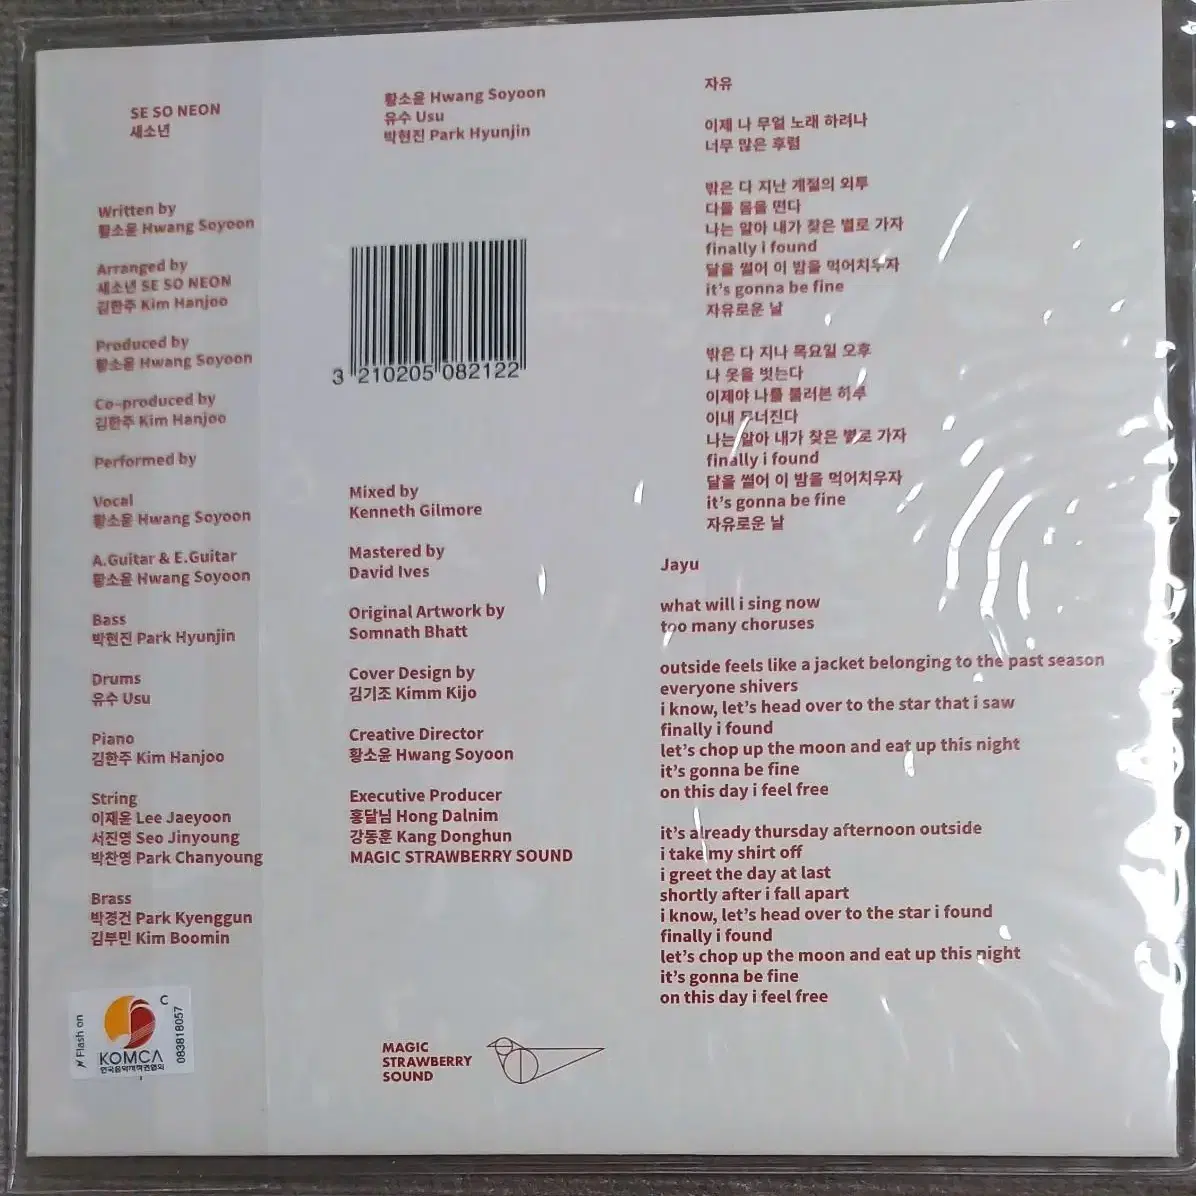 SE SO NEON
새소년
Written by
황소윤 Hwang Soyoon
Arranged by
새소년 SE SO NEON
김한주 Kim Hanjoo
Produced by
황소윤 Hwang Soyoon
Co-produced by
김한주 Kim Hanjoo
Performed by
Vocal
황소윤 Hwang Soyoon
A.Guitar & E.Guitar
황소윤 Hwang Soyoon
Bass
박현진 Park Hyunjin
Drums
유수 Usu
Piano
김한주 Kim Hanjoo
String
이재윤 Lee Jaeyoon
서진영 Seo Jinyoung
박찬영 Park Chanyoung
Brass
박경건 Park Kyenggun
김부민 Kim Boomin
Flash on
C
KOMCA
한국음악저작권협회
083818057
황소윤 Hwang Soyoon
유수 Usu
박현진 Park Hyunjin
3 210205 082122
Mixed by
Kenneth Gilmore
Mastered by
David Ives
Original Artwork by
Somnath Bhatt
Cover Design by
김기조 Kimm Kijo
Creative Director
황소윤 Hwang Soyoon
Executive Producer
홍달님 Hong Dalnim
강동훈 Kang Donghun
MAGIC STRAWBERRY SOUND
MAGIC
STRAWBERRY
SOUND
자유
이제 나 무얼 노래 하려나
너무 많은 후렴
밖은 다 지난 계절의 외투
다들 몸을 떤다
나는 알아 내가 찾은 별로 가자
finally i found
달을 썰어 이 밤을 먹어치우자
it's gonna be fine
자유로운 날
밖은 다 지나 목요일 오후
나 옷을 벗는다
이제야 나를 불러본 하루
이내 무너진다
나는 알아 내가 찾은 별로 가자
finally i found
달을 썰어 이 밤을 먹어치우자
it's gonna be fine
자유로운 날
Jayu
what will i sing now
too many choruses
outside feels like a jacket belonging to the past season
everyone shivers
i know, let's head over to the star that i saw
finally i found
let's chop up the moon and eat up this night
it's gonna be fine
on this day i feel free
it's already thursday afternoon outside
i take my shirt off
i greet the day at last
shortly after i fall apart
i know, let's head over to the star i found
finally i found
let's chop up the moon and eat up this night
it's gonna be fine
on this day i feel free